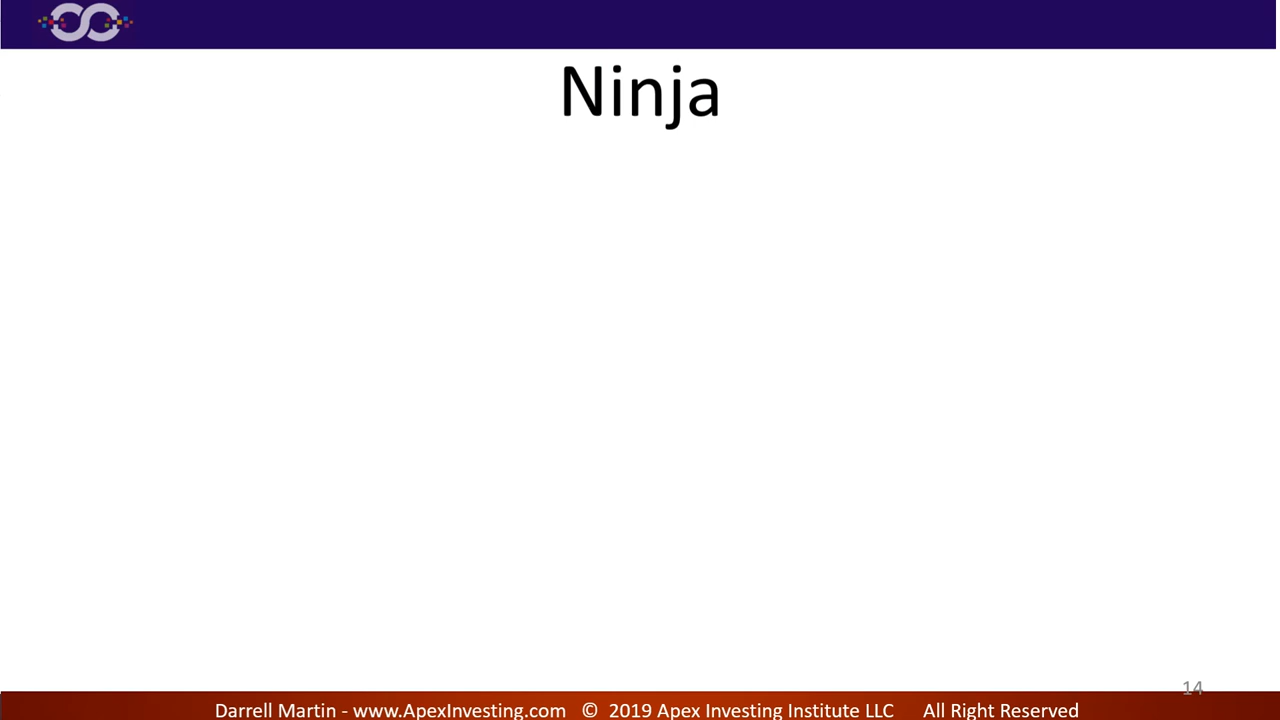 Ninja
14
Darrell Martin - www.ApexInvesting.com © 2019 Apex Investing Institute LLC All Right Reserved